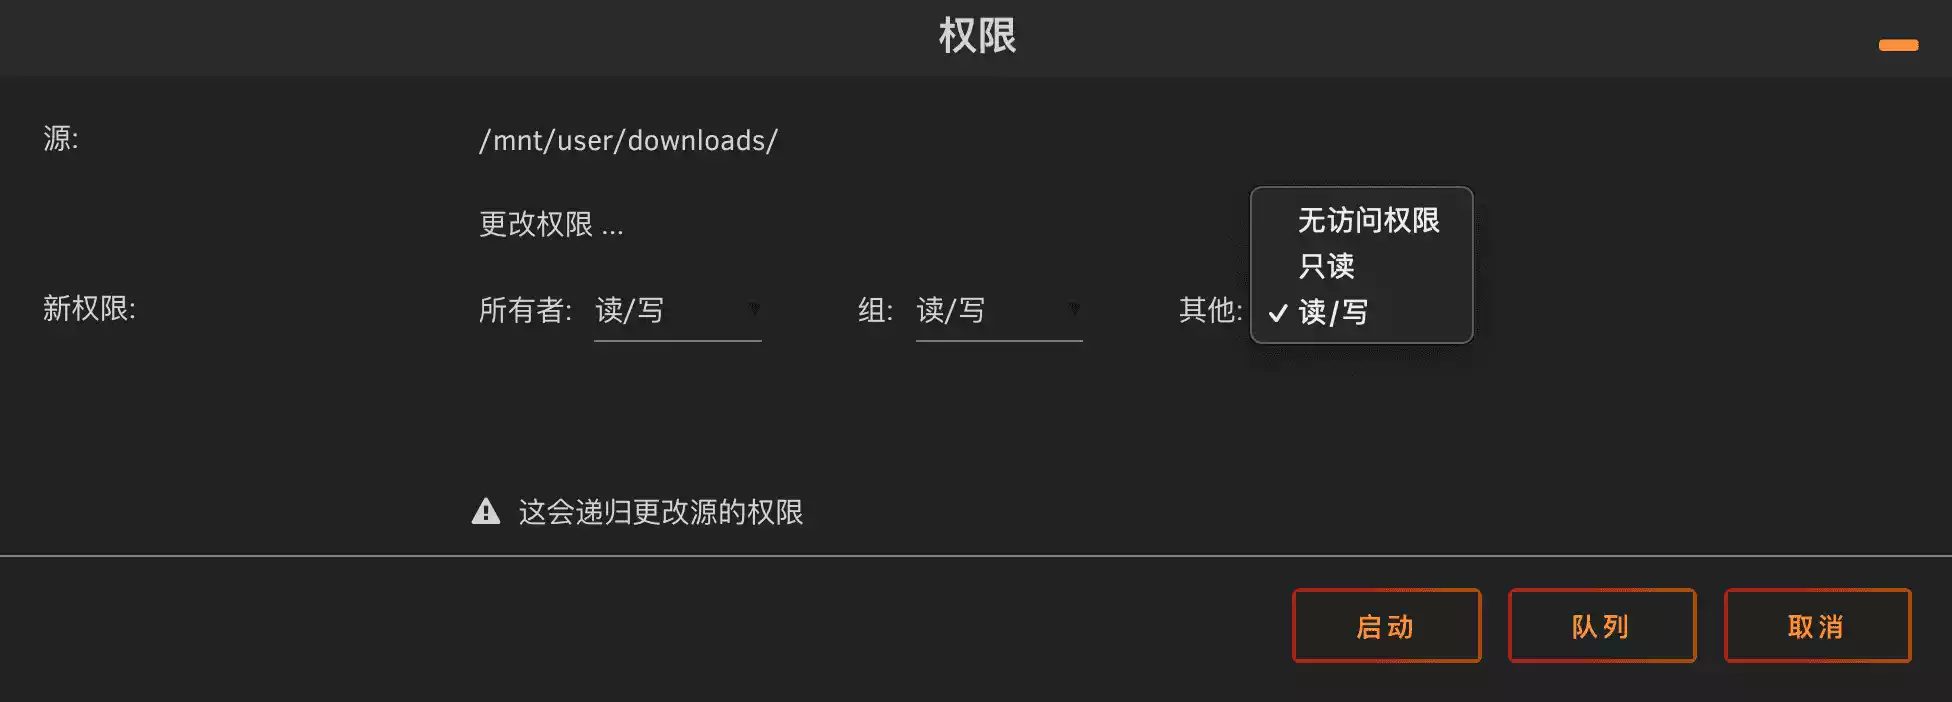 权限
源: /mnt/user/downloads/
更改权限 ...
新权限: 所有者: 读/写 组: 读/写 其他:
无访问权限
只读
✓ 读/写
这会递归更改源的权限
启动 队列 取消